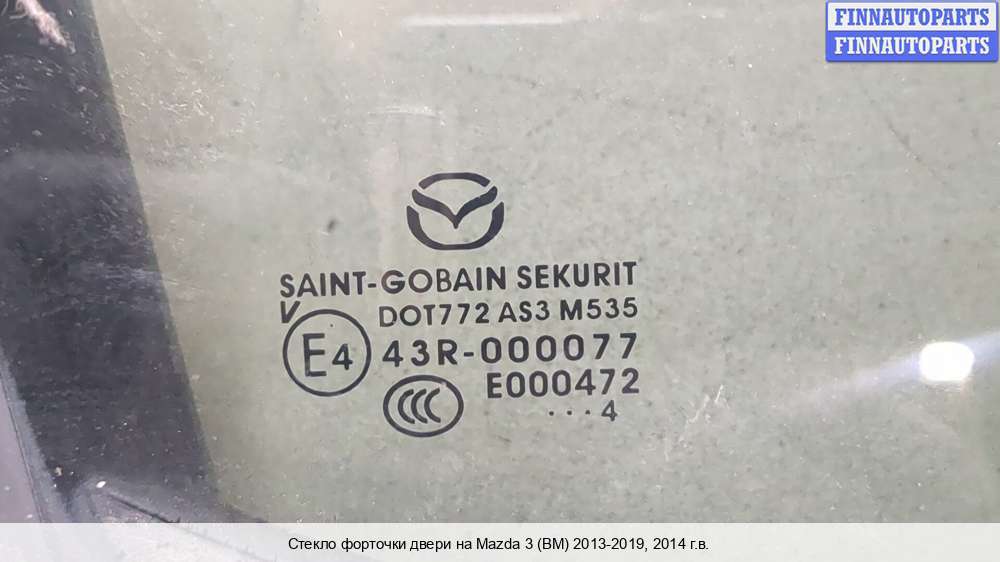 FINNAUTOPARTS
FINNAUTOPARTS
SAINT-GOBAIN SEKURIT
V
DOT772 AS3 M535
E4
43R-000077
E000472
CCC
...4
Стекло форточки двери на Mazda 3 (BM) 2013-2019, 2014 г.в.